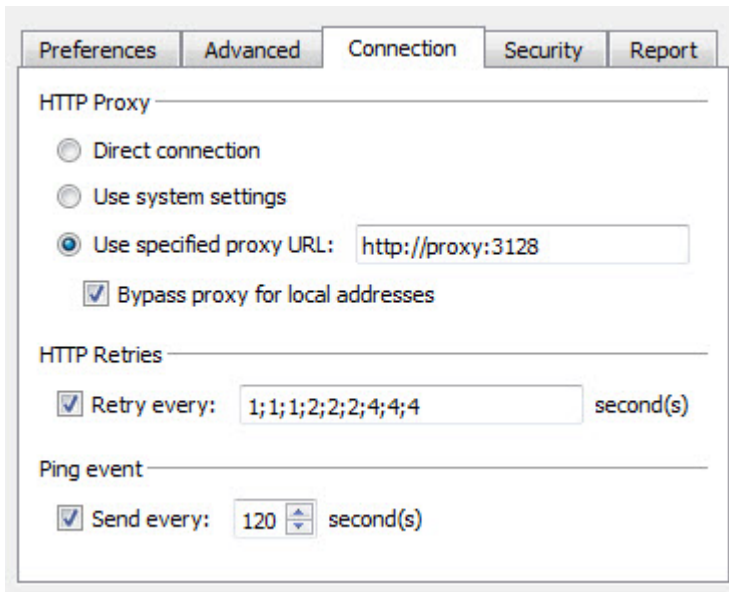 Preferences Advanced Connection Security Report
HTTP Proxy
Direct connection
Use system settings
Use specified proxy URL: http://proxy:3128
Bypass proxy for local addresses
HTTP Retries
Retry every: 1;1;1;2;2;2;4;4;4 second(s)
Ping event
Send every: 120 second(s)